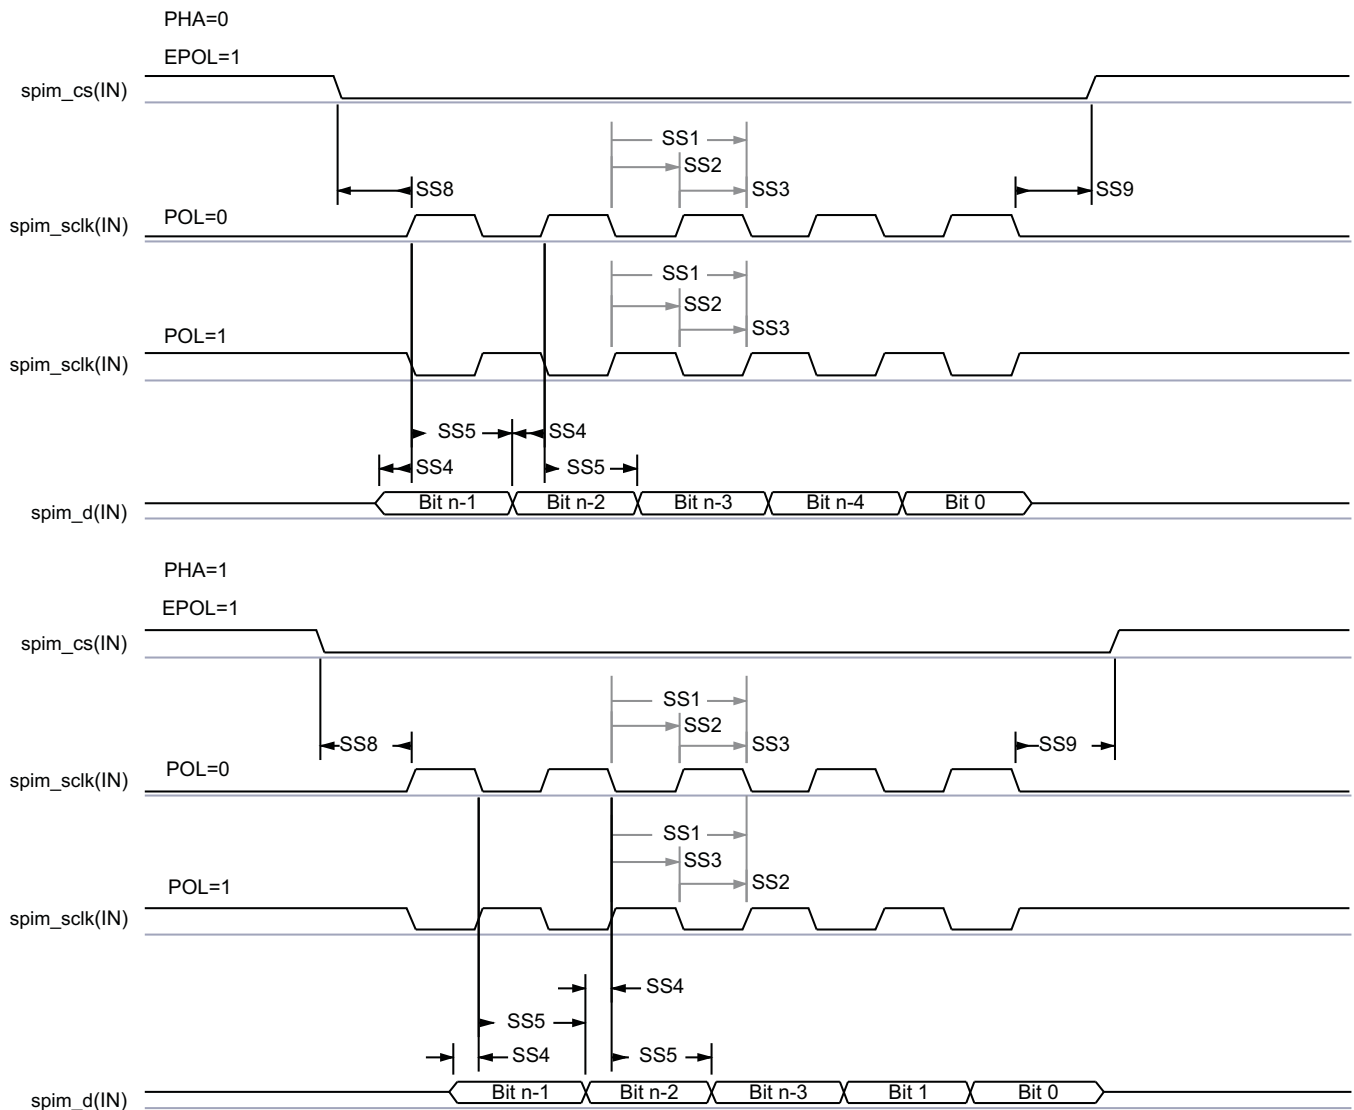 PHA=0
EPOL=1
spim_cs(IN)
SS1
SS2
SS8 SS3 SS9
POL=0
spim_sclk(IN)
SS1
SS2
SS3
POL=1
spim_sclk(IN)
SS5 SS4
SS4 SS5
Bit n-1 Bit n-2 Bit n-3 Bit n-4 Bit 0
spim_d(IN)
PHA=1
EPOL=1
spim_cs(IN)
SS1
SS2
SS8 SS3 SS9
POL=0
spim_sclk(IN)
SS1
SS3
SS2
POL=1
spim_sclk(IN)
SS4
SS5
SS4 SS5
Bit n-1 Bit n-2 Bit n-3 Bit 1 Bit 0
spim_d(IN)